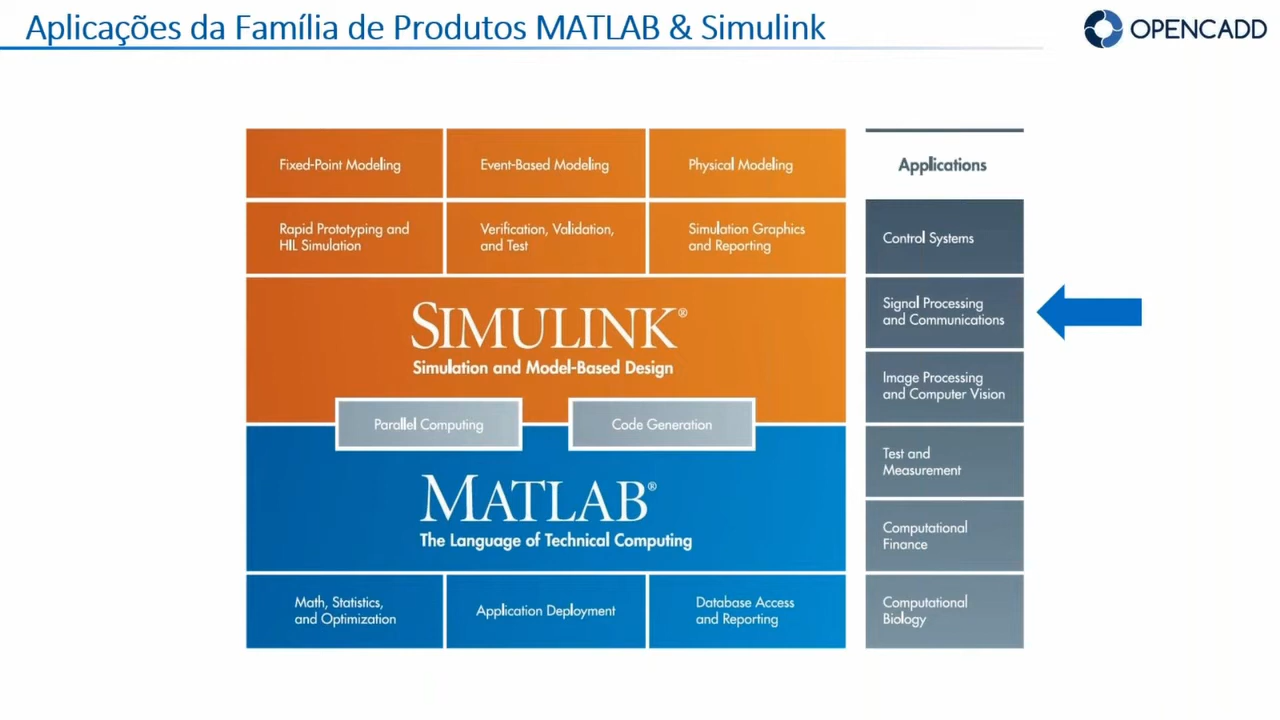 Aplicações da Família de Produtos MATLAB & Simulink
OPENCADD
Fixed-Point Modeling
Event-Based Modeling
Physical Modeling
Rapid Prototyping and
HIL Simulation
Verification, Validation,
and Test
Simulation Graphics
and Reporting
SIMULINK®
Simulation and Model-Based Design
Parallel Computing
Code Generation
MATLAB®
The Language of Technical Computing
Math, Statistics,
and Optimization
Application Deployment
Database Access
and Reporting
Applications
Control Systems
Signal Processing
and Communications
Image Processing
and Computer Vision
Test and
Measurement
Computational
Finance
Computational
Biology